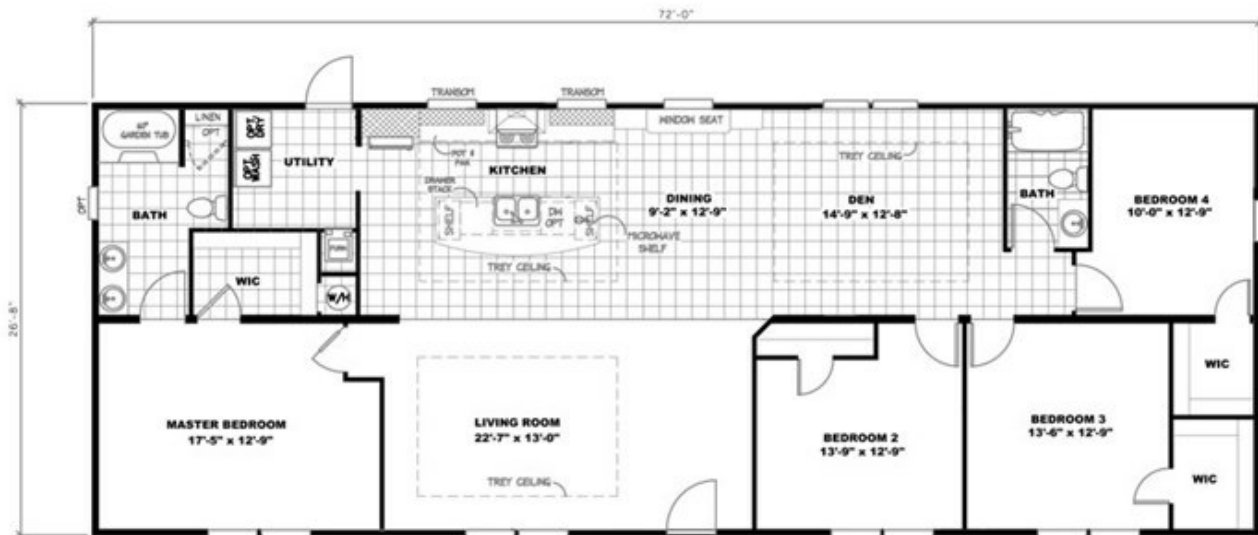 72'-0"
TRANSOM
TRANSOM
60"
GARDEN TUB
LINEN
OPT
OPT
DRY
OPT
WASH
UTILITY
WINDOW SEAT
TREY CEILING
POT &
PAN
KITCHEN
DRAWER
STACK
SHELF
DW
OPT
SHELF
MICROWAVE
SHELF
TREY CEILING
DINING
9'-2" x 12'-9"
DEN
14'-9" x 12'-8"
BATH
BEDROOM 4
10'-0" x 12'-9"
OPT
BATH
FURN
WIC
W/H
26'-8"
MASTER BEDROOM
17'-5" x 12'-9"
LIVING ROOM
22'-7" x 13'-0"
TREY CEILING
BEDROOM 2
13'-9" x 12'-9"
BEDROOM 3
13'-6" x 12'-9"
WIC
WIC